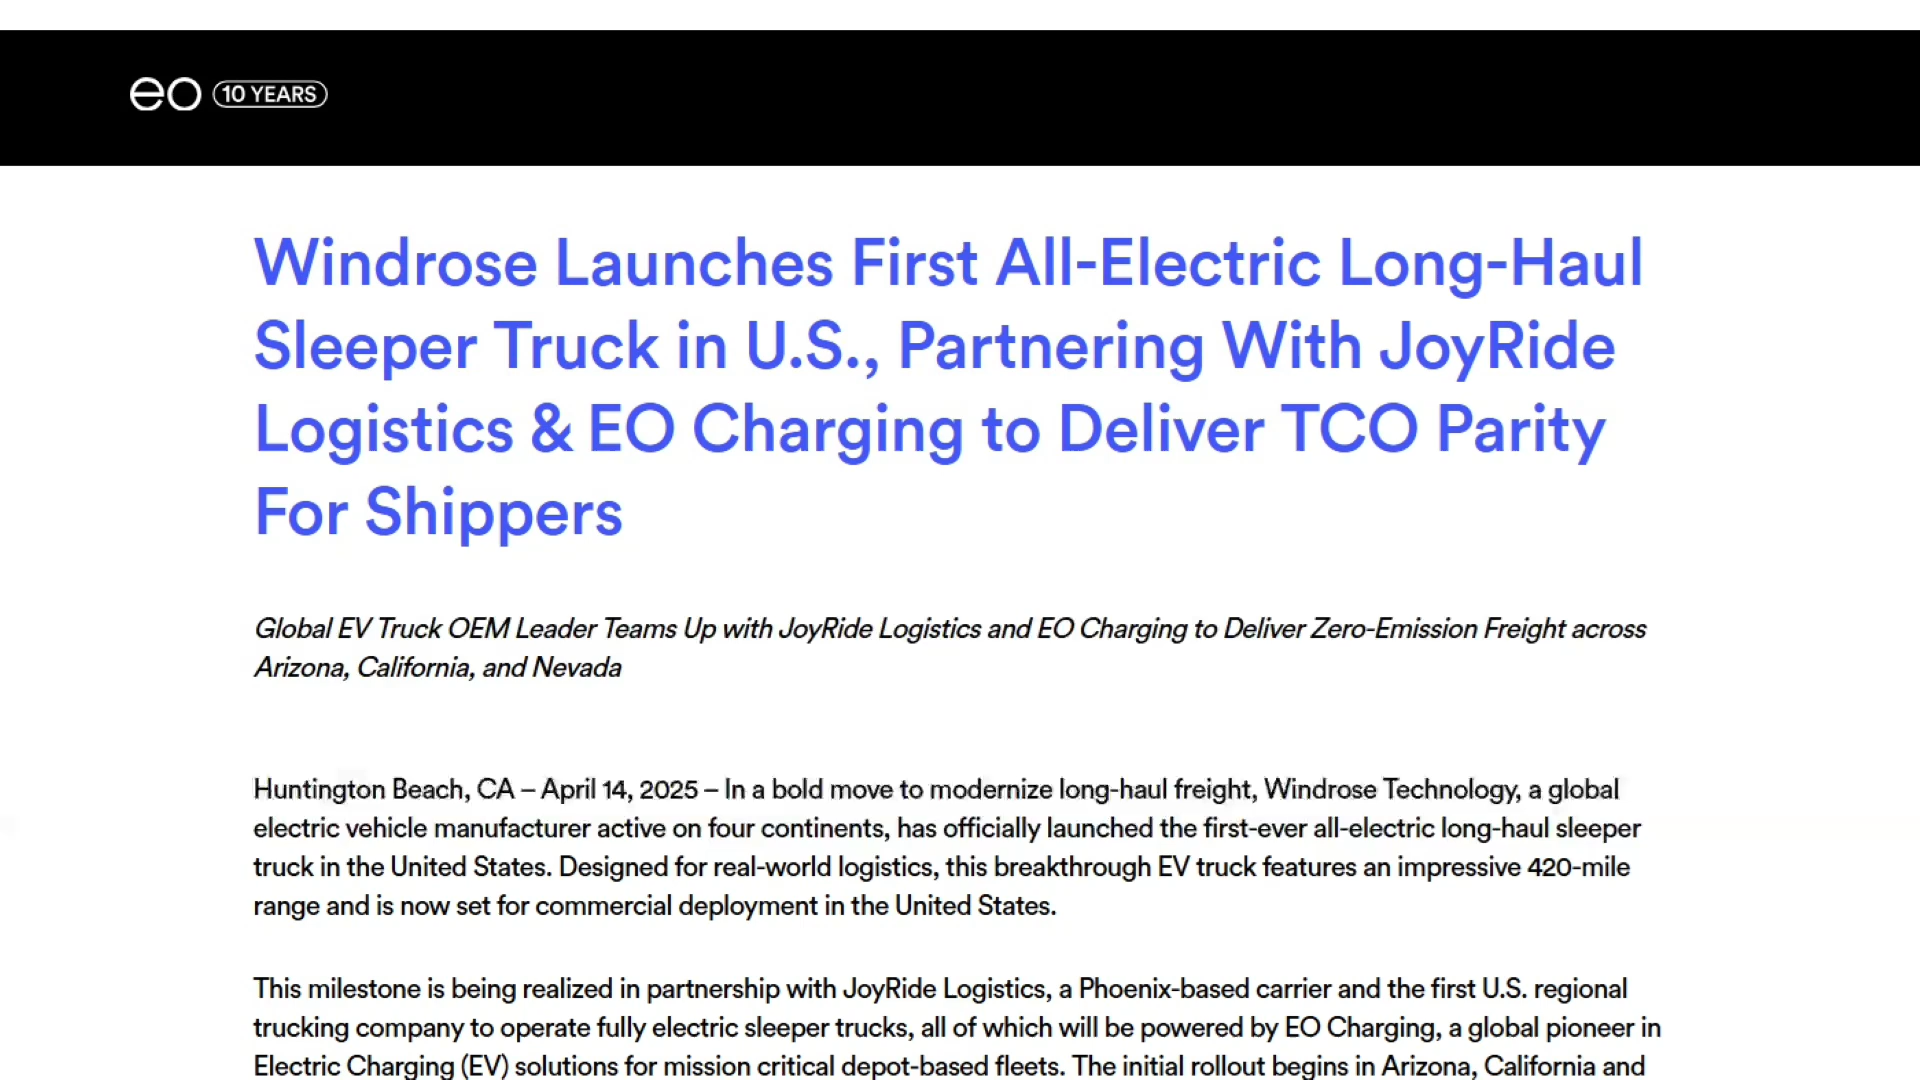 eo 10 YEARS
Windrose Launches First All-Electric Long-Haul
Sleeper Truck in U.S., Partnering With JoyRide
Logistics & EO Charging to Deliver TCO Parity
For Shippers
Global EV Truck OEM Leader Teams Up with JoyRide Logistics and EO Charging to Deliver Zero-Emission Freight across
Arizona, California, and Nevada
Huntington Beach, CA – April 14, 2025 – In a bold move to modernize long-haul freight, Windrose Technology, a global
electric vehicle manufacturer active on four continents, has officially launched the first-ever all-electric long-haul sleeper
truck in the United States. Designed for real-world logistics, this breakthrough EV truck features an impressive 420-mile
range and is now set for commercial deployment in the United States.
This milestone is being realized in partnership with JoyRide Logistics, a Phoenix-based carrier and the first U.S. regional
trucking company to operate fully electric sleeper trucks, all of which will be powered by EO Charging, a global pioneer in
Electric Charging (EV) solutions for mission critical depot-based fleets. The initial rollout begins in Arizona, California and